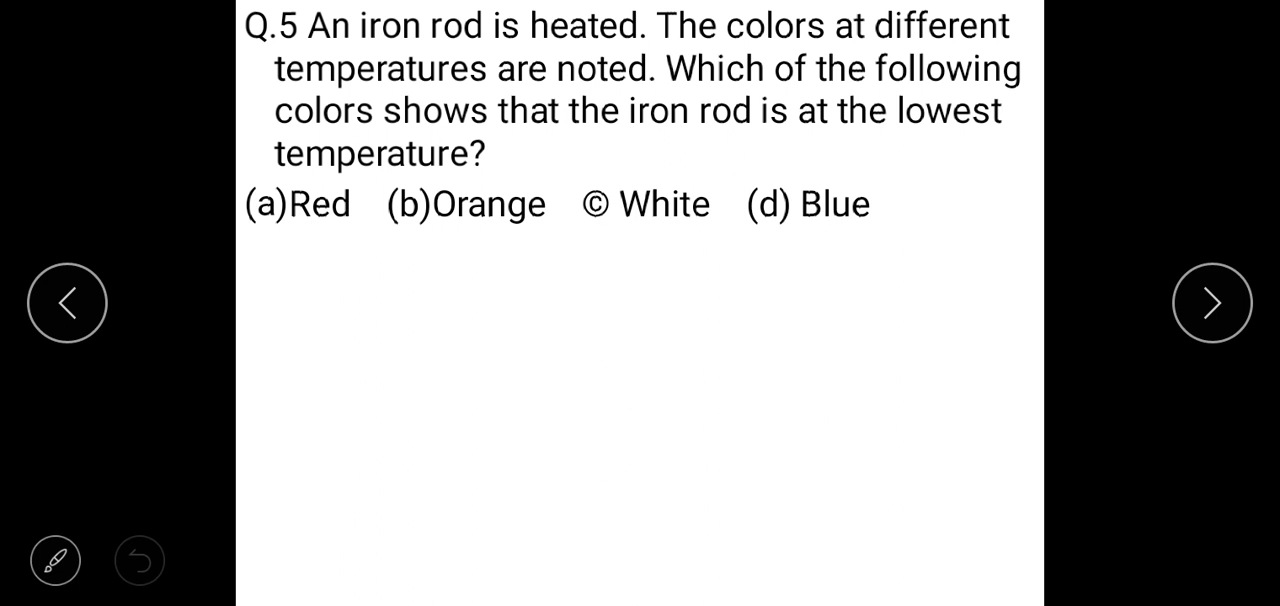 Q.5 An iron rod is heated. The colors at different
temperatures are noted. Which of the following
colors shows that the iron rod is at the lowest
temperature?
(a)Red (b)Orange © White (d) Blue